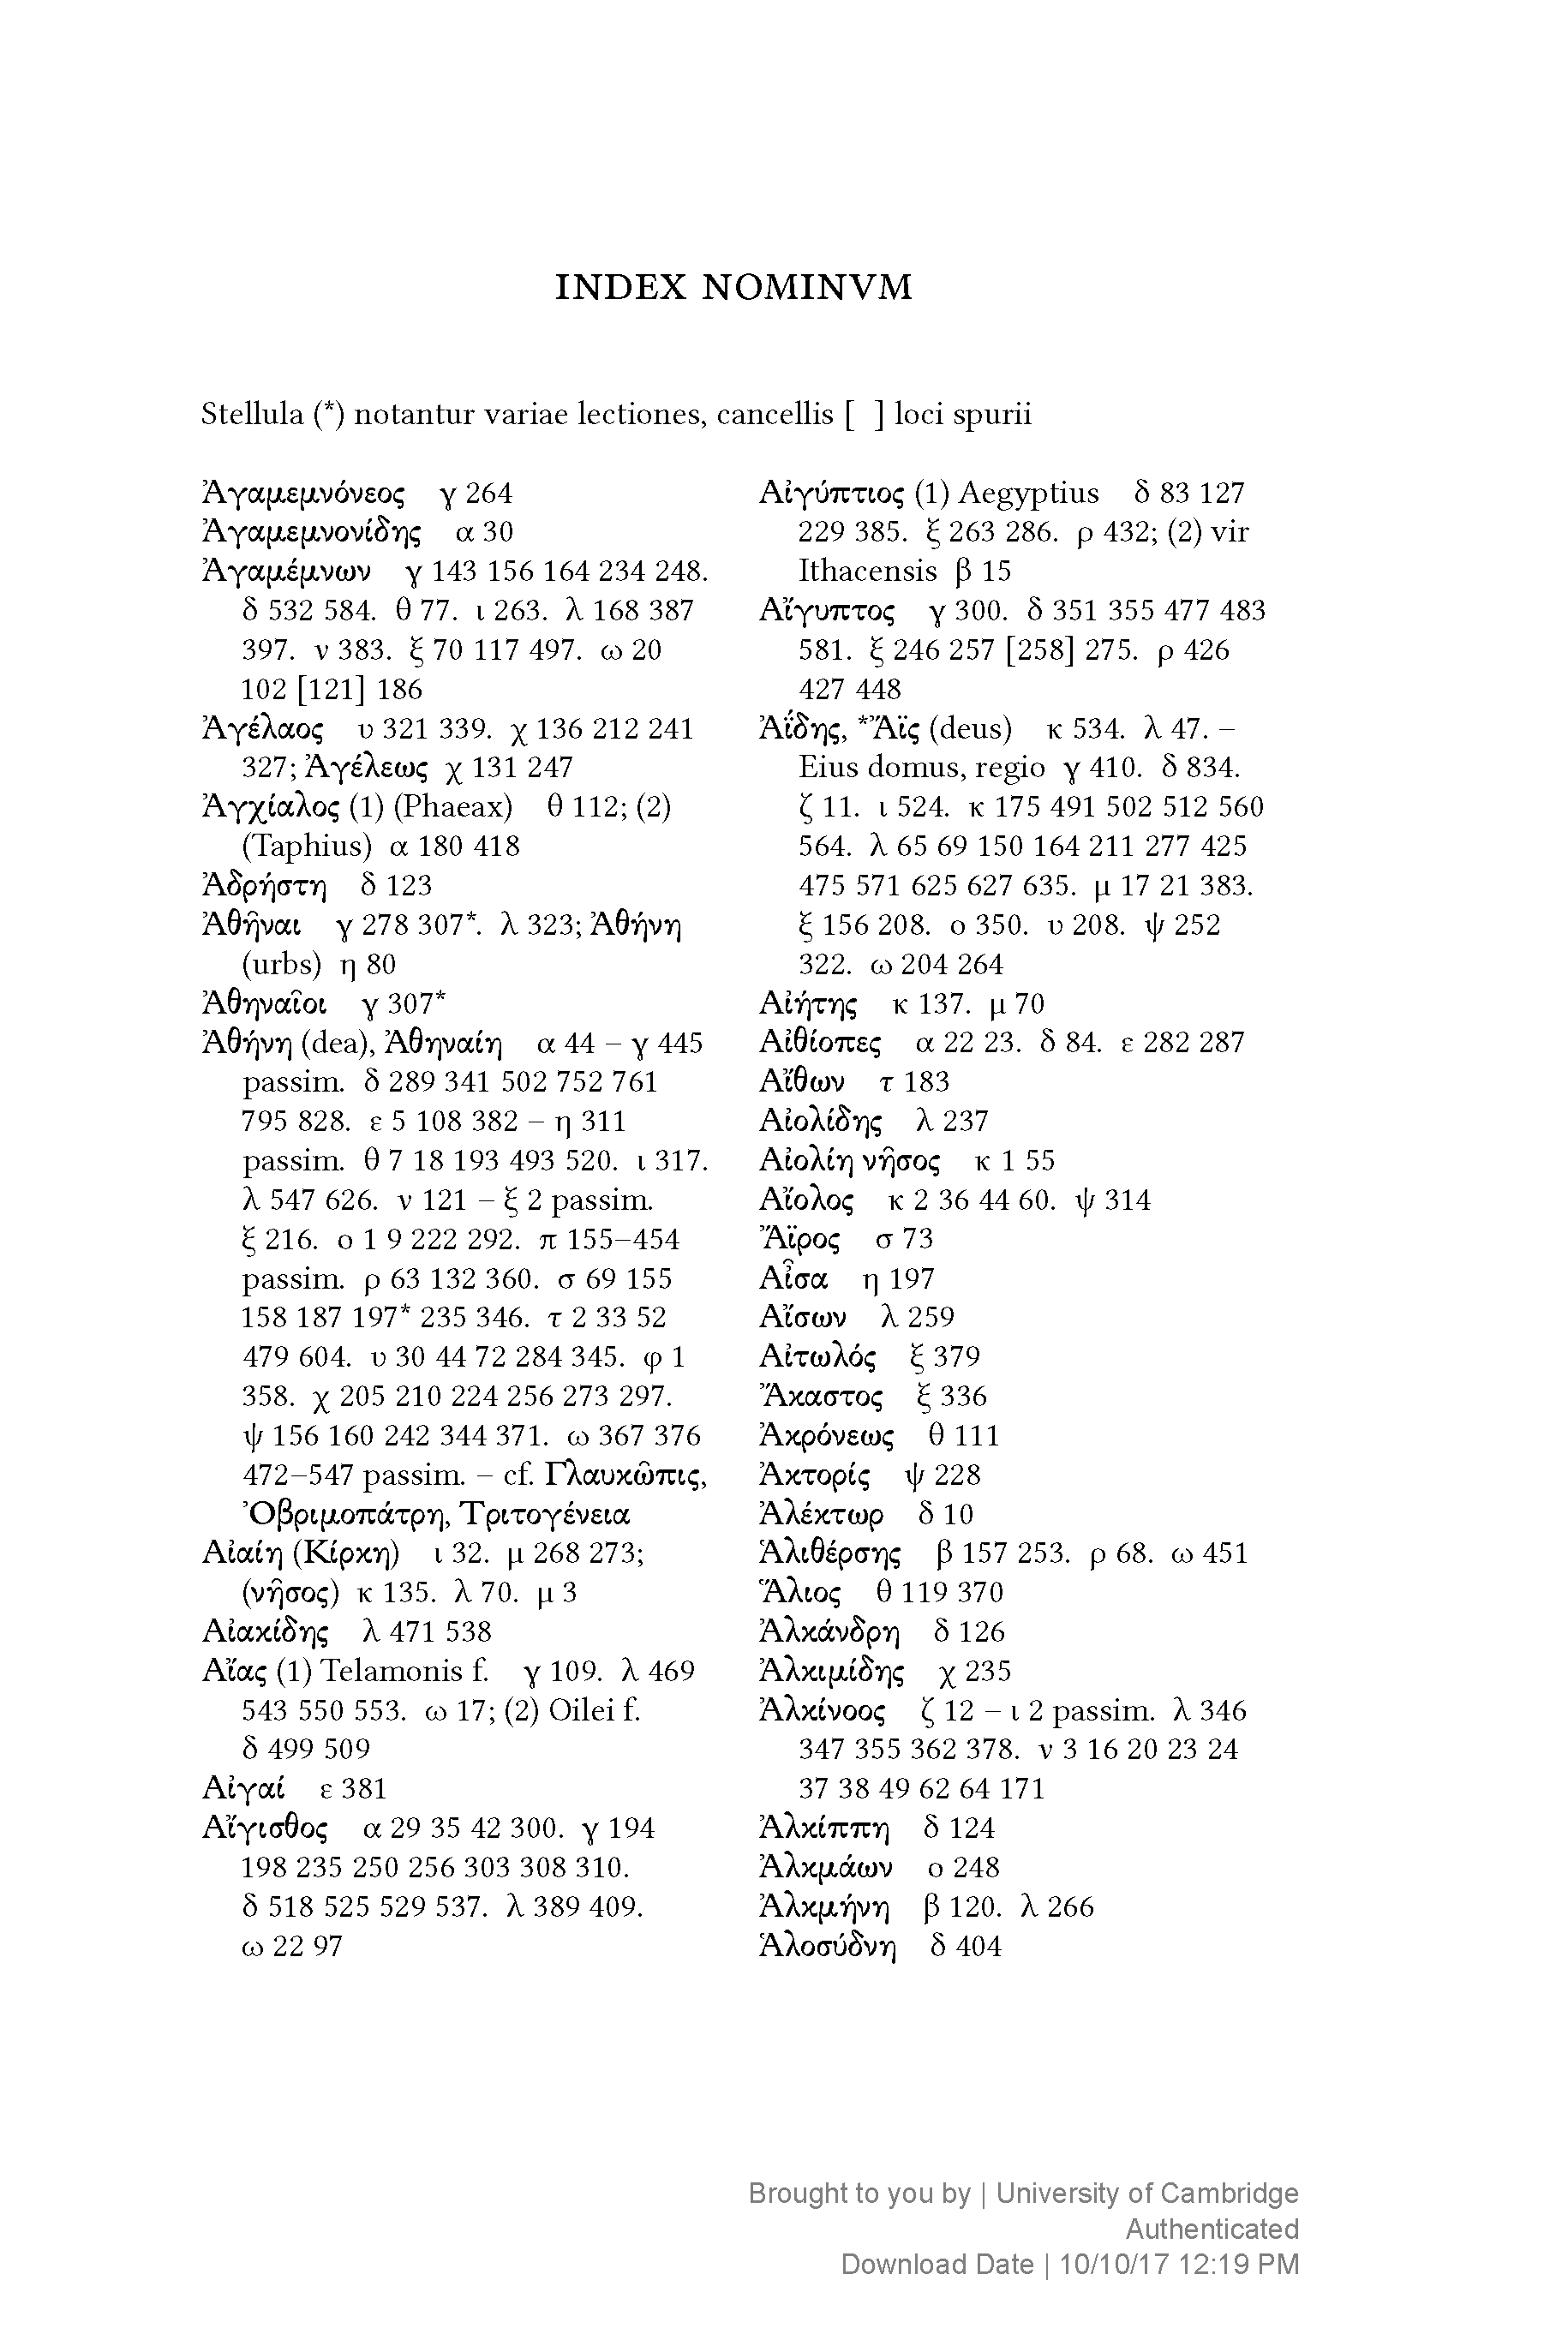 INDEX NOMINVM
Stellula (*) notantur variae lectiones, cancellis [ ] loci spurii
Ἀγαμεμνόνεος γ 264
Ἀγαμεμνονίδης α 30
Ἀγαμέμνων γ 143 156 164 234 248.
δ 532 584. θ 77. ι 263. λ 168 387
397. ν 383. ξ 70 117 497. ω 20
102 [121] 186
Ἀγέλαος υ 321 339. χ 136 212 241
327; Ἀγέλεως χ 131 247
Ἀγχίαλος (1) (Phaeax) θ 112; (2)
(Taphius) α 180 418
Ἀδρήστη δ 123
Ἀθῆναι γ 278 307*. λ 323; Ἀθήνη
(urbs) η 80
Ἀθηναῖοι γ 307*
Ἀθήνη (dea), Ἀθηναίη α 44 – γ 445
passim. δ 289 341 502 752 761
795 828. ε 5 108 382 – η 311
passim. θ 7 18 193 493 520. ι 317.
λ 547 626. ν 121 – ξ 2 passim.
ξ 216. ο 1 9 222 292. π 155–454
passim. ρ 63 132 360. σ 69 155
158 187 197* 235 346. τ 2 33 52
479 604. υ 30 44 72 284 345. φ 1
358. χ 205 210 224 256 273 297.
ψ 156 160 242 344 371. ω 367 376
472–547 passim. – cf. Γλαυκῶπις,
Ὀβριμοπάτρη, Τριτογένεια
Αἰαίη (Κίρκη) ι 32. μ 268 273;
(νῆσος) κ 135. λ 70. μ 3
Αἰακίδης λ 471 538
Αἴας (1) Telamonis f. γ 109. λ 469
543 550 553. ω 17; (2) Oilei f.
δ 499 509
Αἰγαί ε 381
Αἴγισθος α 29 35 42 300. γ 194
198 235 250 256 303 308 310.
δ 518 525 529 537. λ 389 409.
ω 22 97
Αἰγύπτιος (1) Aegyptius δ 83 127
229 385. ξ 263 286. ρ 432; (2) vir
Ithacensis β 15
Αἴγυπτος γ 300. δ 351 355 477 483
581. ξ 246 257 [258] 275. ρ 426
427 448
Ἀΐδης, *Ἄϊς (deus) κ 534. λ 47. –
Eius domus, regio γ 410. δ 834.
ζ 11. ι 524. κ 175 491 502 512 560
564. λ 65 69 150 164 211 277 425
475 571 625 627 635. μ 17 21 383.
ξ 156 208. ο 350. υ 208. ψ 252
322. ω 204 264
Αἰήτης κ 137. μ 70
Αἰθίοπες α 22 23. δ 84. ε 282 287
Αἴθων τ 183
Αἰολίδης λ 237
Αἰολίη νῆσος κ 1 55
Αἴολος κ 2 36 44 60. ψ 314
Ἄϊρος σ 73
Αἶσα η 197
Αἴσων λ 259
Αἰτωλός ξ 379
Ἄκαστος ξ 336
Ἀκρόνεως θ 111
Ἀκτορίς ψ 228
Ἀλέκτωρ δ 10
Ἁλιθέρσης β 157 253. ρ 68. ω 451
Ἅλιος θ 119 370
Ἀλκάνδρη δ 126
Ἀλκιμίδης χ 235
Ἀλκίνοος ζ 12 – ι 2 passim. λ 346
347 355 362 378. ν 3 16 20 23 24
37 38 49 62 64 171
Ἀλκίππη δ 124
Ἀλκμάων ο 248
Ἀλκμήνη β 120. λ 266
Ἁλοσύδνη δ 404
Brought to you by | University of Cambridge
Authenticated
Download Date | 10/10/17 12:19 PM